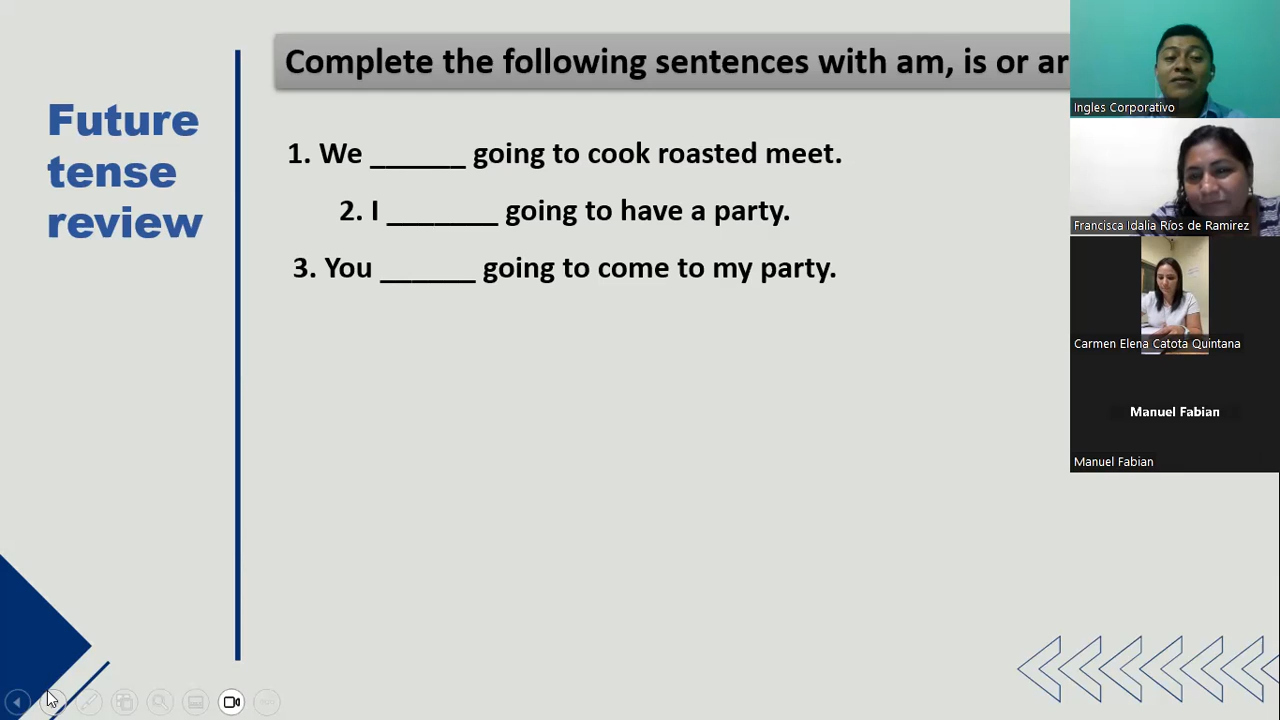 Future
tense
review
Complete the following sentences with am, is or ar
1. We ______ going to cook roasted meet.
2. I _______ going to have a party.
3. You ______ going to come to my party.
Ingles Corporativo
Francisca Idalia Ríos de Ramirez
Carmen Elena Catota Quintana
Manuel Fabian
Manuel Fabian